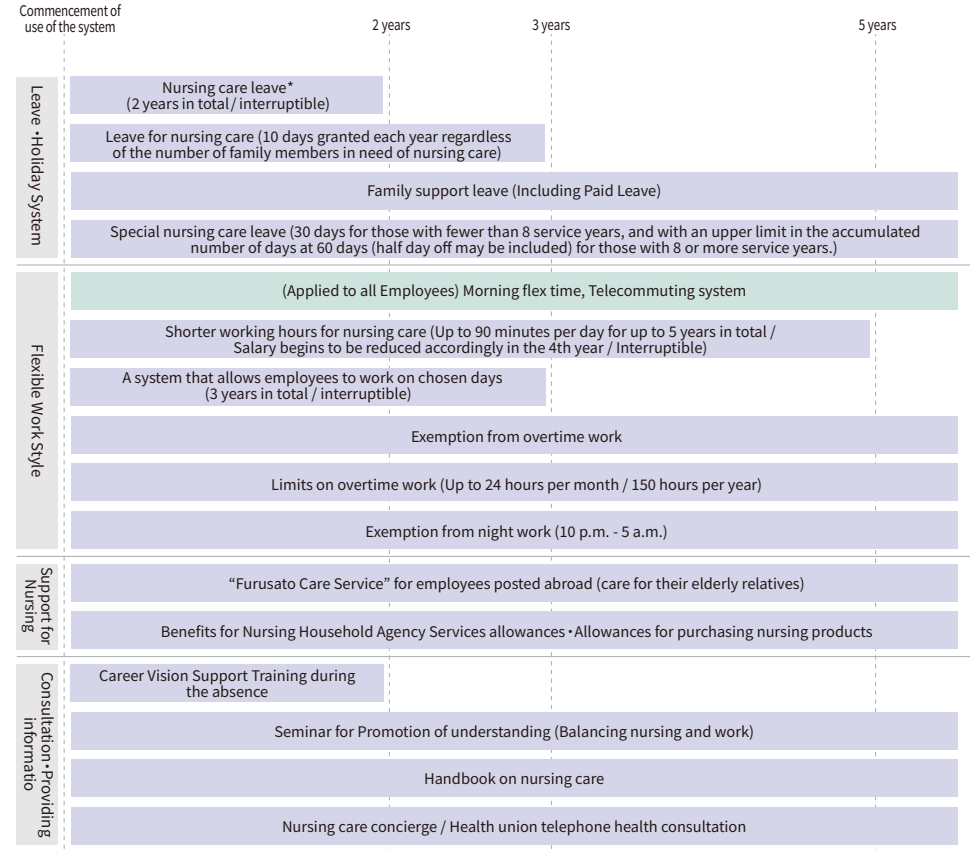 Commencement of
use of the system
2 years
3 years
5 years
Leave・Holiday System
Nursing care leave*
(2 years in total / interruptible)
Leave for nursing care (10 days granted each year regardless
of the number of family members in need of nursing care)
Family support leave (Including Paid Leave)
Special nursing care leave (30 days for those with fewer than 8 service years, and with an upper limit in the accumulated
number of days at 60 days (half day off may be included) for those with 8 or more service years.)
Flexible Work Style
(Applied to all Employees) Morning flex time, Telecommuting system
Shorter working hours for nursing care (Up to 90 minutes per day for up to 5 years in total /
Salary begins to be reduced accordingly in the 4th year / Interruptible)
A system that allows employees to work on chosen days
(3 years in total / interruptible)
Exemption from overtime work
Limits on overtime work (Up to 24 hours per month / 150 hours per year)
Exemption from night work (10 p.m. - 5 a.m.)
Support for
Nursing
“Furusato Care Service” for employees posted abroad (care for their elderly relatives)
Benefits for Nursing Household Agency Services allowances・Allowances for purchasing nursing products
Consultation・Providing
informatio
Career Vision Support Training during
the absence
Seminar for Promotion of understanding (Balancing nursing and work)
Handbook on nursing care
Nursing care concierge / Health union telephone health consultation